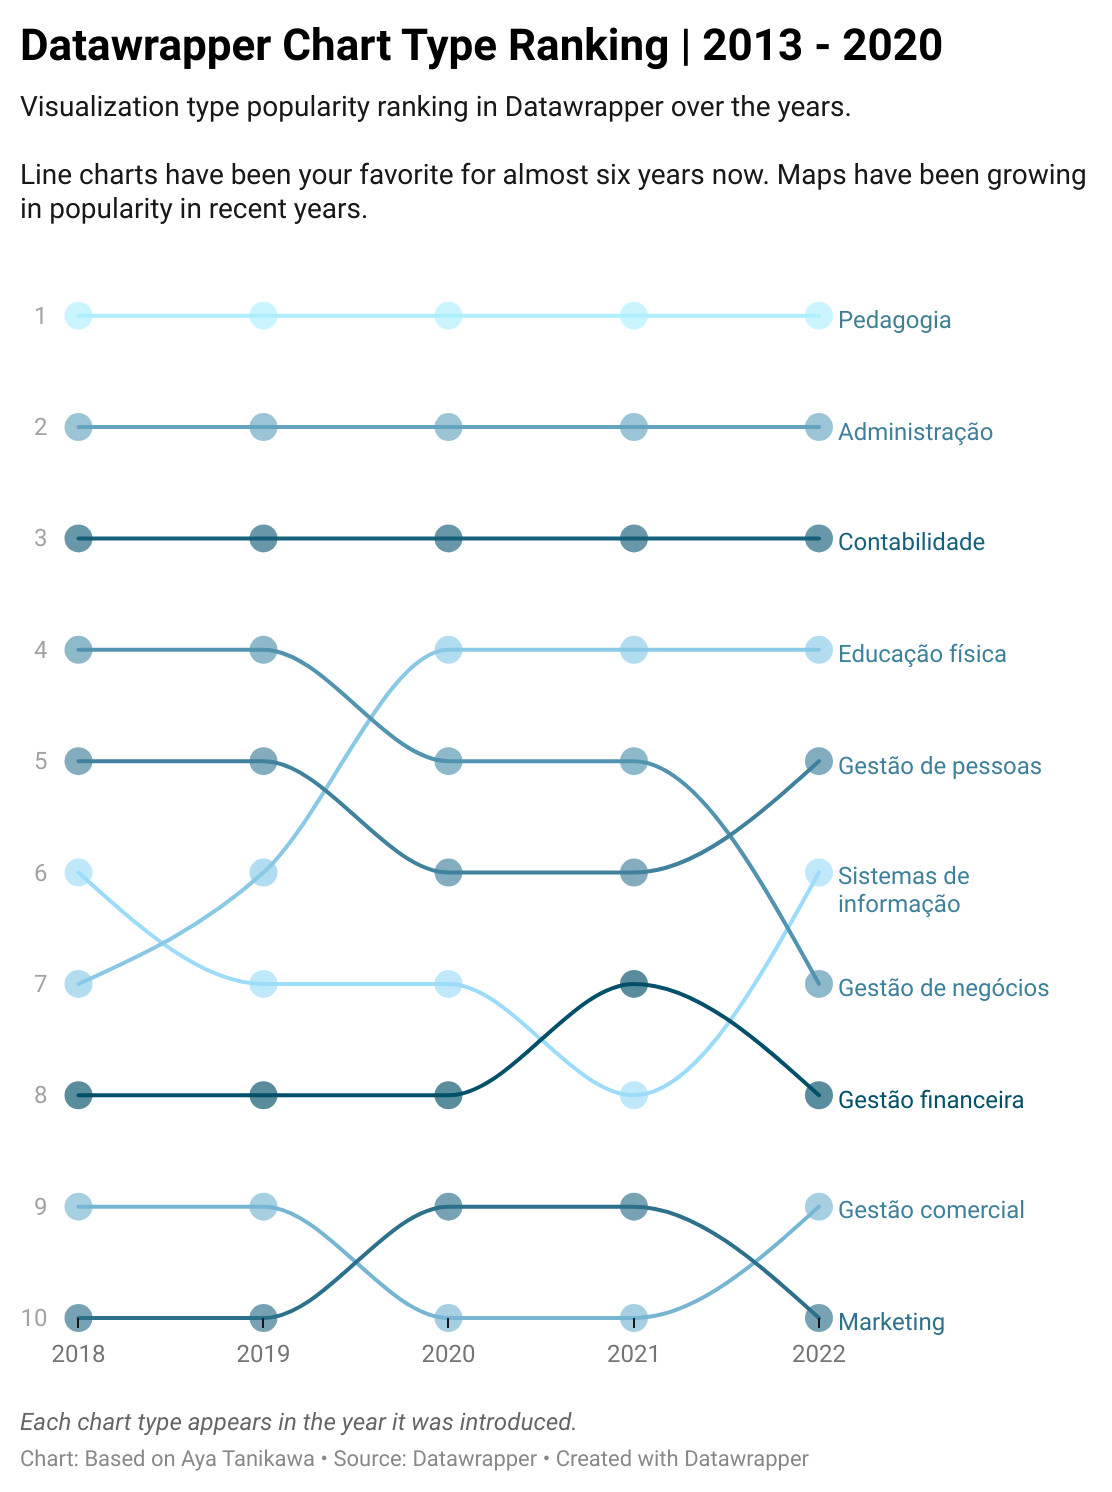 Datawrapper Chart Type Ranking | 2013 - 2020
Visualization type popularity ranking in Datawrapper over the years.
Line charts have been your favorite for almost six years now. Maps have been growing
in popularity in recent years.
1
Pedagogia
2
Administração
3
Contabilidade
4
Educação física
5
Gestão de pessoas
6
Sistemas de
informação
7
Gestão de negócios
8
Gestão financeira
9
Gestão comercial
10
Marketing
2018 2019 2020 2021 2022
Each chart type appears in the year it was introduced.
Chart: Based on Aya Tanikawa • Source: Datawrapper • Created with Datawrapper